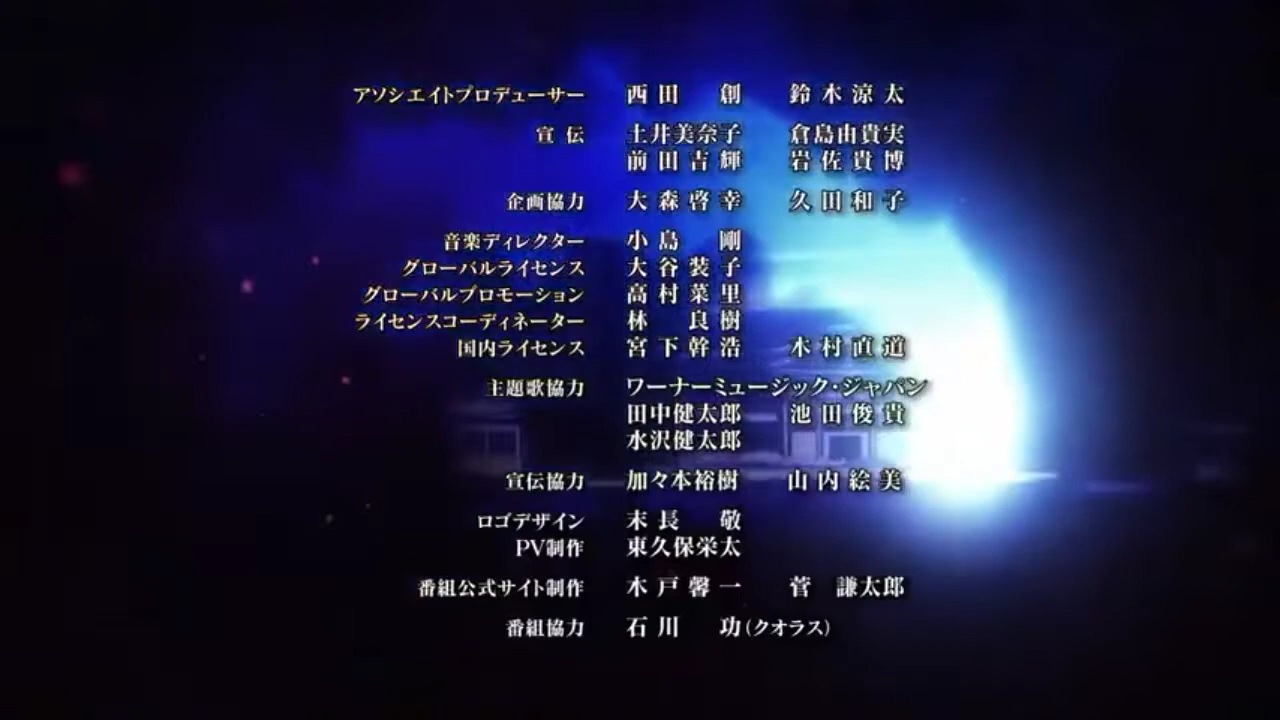 アソシエイトプロデューサー 西田 創 鈴木涼太
宣伝 土井美奈子 倉島由貴実
前田吉輝 岩佐貴博
企画協力 大森啓幸 久田和子
音楽ディレクター 小島 剛
グローバルライセンス 大谷装子
グローバルプロモーション 高村菜里
ライセンスコーディネーター 林 良樹
国内ライセンス 宮下幹浩 木村直道
主題歌協力 ワーナーミュージック・ジャパン
田中健太郎 池田俊貴
水沢健太郎
宣伝協力 加々本裕樹 山内絵美
ロゴデザイン 末長 敬
PV制作 東久保栄太
番組公式サイト制作 木戸馨一 菅 謙太郎
番組協力 石川 功(クオラス)